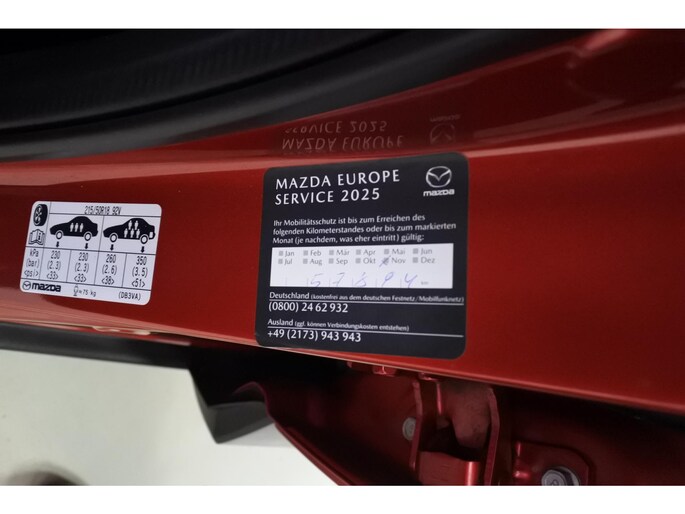 SERVICE 2025
MAZDA EUROPE
215/50R18 92V
kPa 230 230 260 350
(bar) (2.3) (2.3) (2.6) (3.5)
<psi> <33> <33> <38> <51>
mazda ≈ 75 kg (DB3VA)
MAZDA EUROPE
SERVICE 2025
mazda
Ihr Mobilitätsschutz ist bis zum Erreichen des
folgenden Kilometerstandes oder bis zum markierten
Monat (je nachdem, was eher eintritt) gültig:
Jan Feb Mär Apr Mai Jun
Jul Aug Sep Okt Nov Dez
km
Deutschland (kostenfrei aus dem deutschen Festnetz/Mobilfunknetz)
(0800) 24 62 932
Ausland (ggf. können Verbindungskosten entstehen)
+49 (2173) 943 943